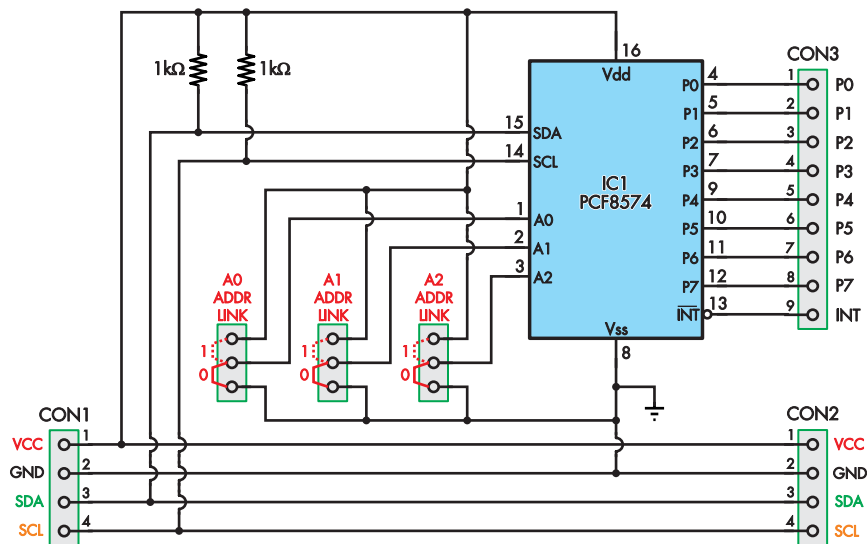 1kΩ
1kΩ
16
Vdd
CON3
15
SDA
14
SCL
1
A0
2
A1
3
A2
IC1
PCF8574
P0
4
1
P0
P1
5
2
P1
P2
6
3
P2
P3
7
4
P3
P4
9
5
P4
P5
10
6
P5
P6
11
7
P6
P7
12
8
P7
INT
13
9
INT
Vss
8
A0
ADDR
LINK
1
0
A1
ADDR
LINK
1
0
A2
ADDR
LINK
1
0
CON1
VCC
1
GND
2
SDA
3
SCL
4
CON2
1
VCC
2
GND
3
SDA
4
SCL